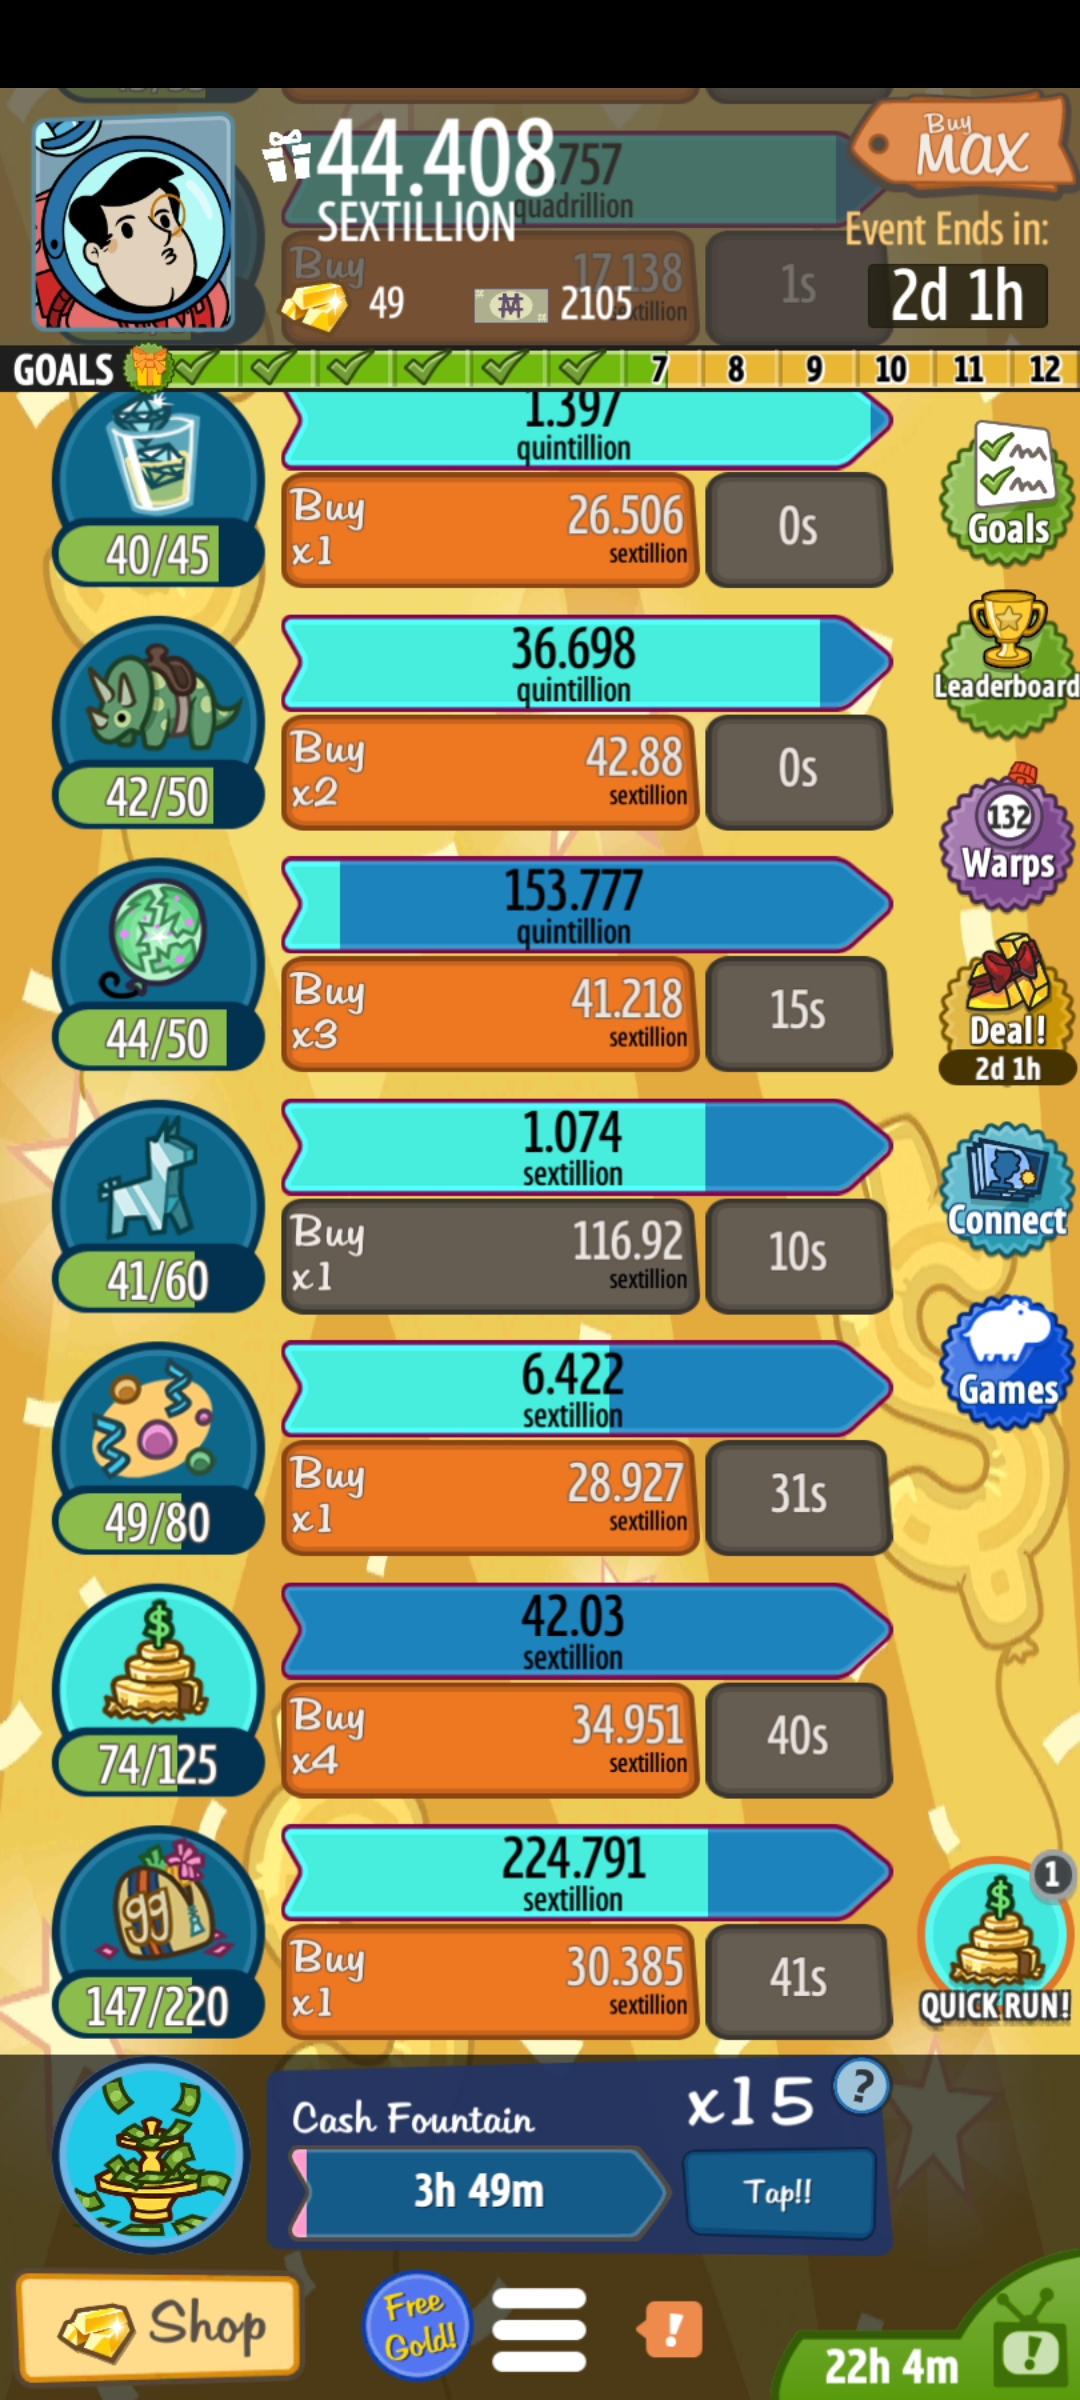 44.408
SEXTILLION
.757
quadrillion
Buy
MAX
Event Ends in:
2d 1h
49
2105
Buy
17.138
1s
GOALS 7 8 9 10 11 12
1.397
quintillion
Buy
x1
26.506
sextillion
0s
40/45
Goals
36.698
quintillion
Buy
x2
42.88
sextillion
0s
42/50
Leaderboard
132
Warps
153.777
quintillion
Buy
x3
41.218
sextillion
15s
44/50
Deal!
2d 1h
1.074
sextillion
Buy
x1
116.92
sextillion
10s
41/60
Connect
6.422
sextillion
Buy
x1
28.927
sextillion
31s
49/80
Games
$
42.03
sextillion
Buy
x4
34.951
sextillion
40s
74/125
99
224.791
sextillion
Buy
x1
30.385
sextillion
41s
147/220
1
$
QUICK RUN!
Cash Fountain
x15
?
3h 49m
Tap!!
Shop
Free
Gold!
!
22h 4m
!